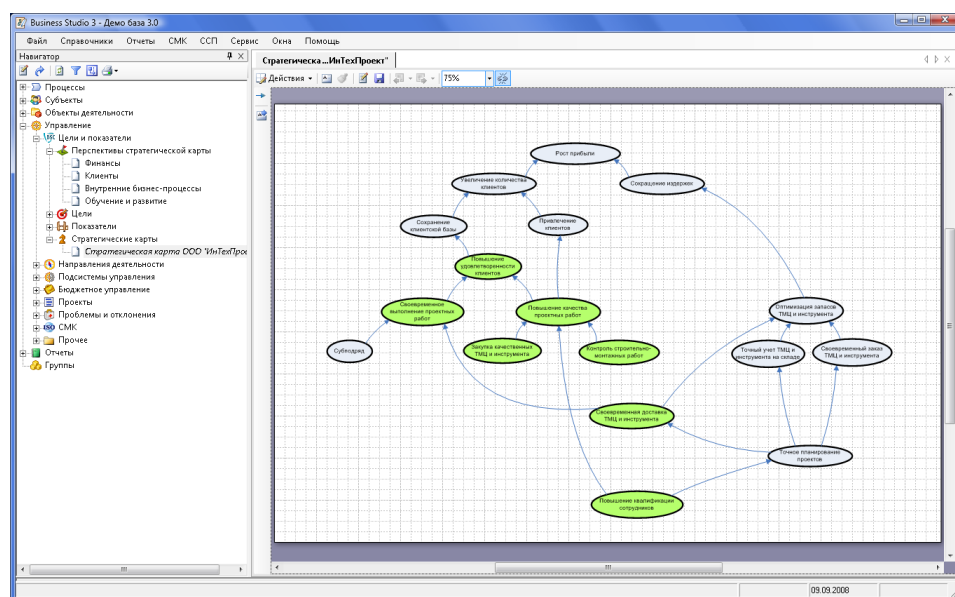 Business Studio 3 - Демо база 3.0
Файл Справочники Отчеты СМК ССП Сервис Окна Помощь
Навигатор
Процессы
Субъекты
Объекты деятельности
Управление
Цели и показатели
Перспективы стратегической карты
Финансы
Клиенты
Внутренние бизнес-процессы
Обучение и развитие
Цели
Показатели
Стратегические карты
Стратегическая карта ООО "ИнТехПрое
Направления деятельности
Подсистемы управления
Бюджетное управление
Проекты
Проблемы и отклонения
СМК
Прочее
Отчеты
Группы
Стратегическа...ИнТехПроект"
Действия 75%
Рост прибыли
Увеличение количества
клиентов
Сокращение издержек
Сохранение
клиентской базы
Привлечение
клиентов
Повышение
удовлетворенности
клиентов
Своевременное
выполнение проектных
работ
Повышение качества
проектных работ
Оптимизация запасов
ТМЦ и инструмента
Субподряд
Закупка качественных
ТМЦ и инструмента
Контроль строительно-
монтажных работ
Точный учет ТМЦ и
инструмента на складе
Своевременный заказ
ТМЦ и инструмента
Своевременная доставка
ТМЦ и инструмента
Точное планирование
проектов
Повышение квалификации
сотрудников
09.09.2008